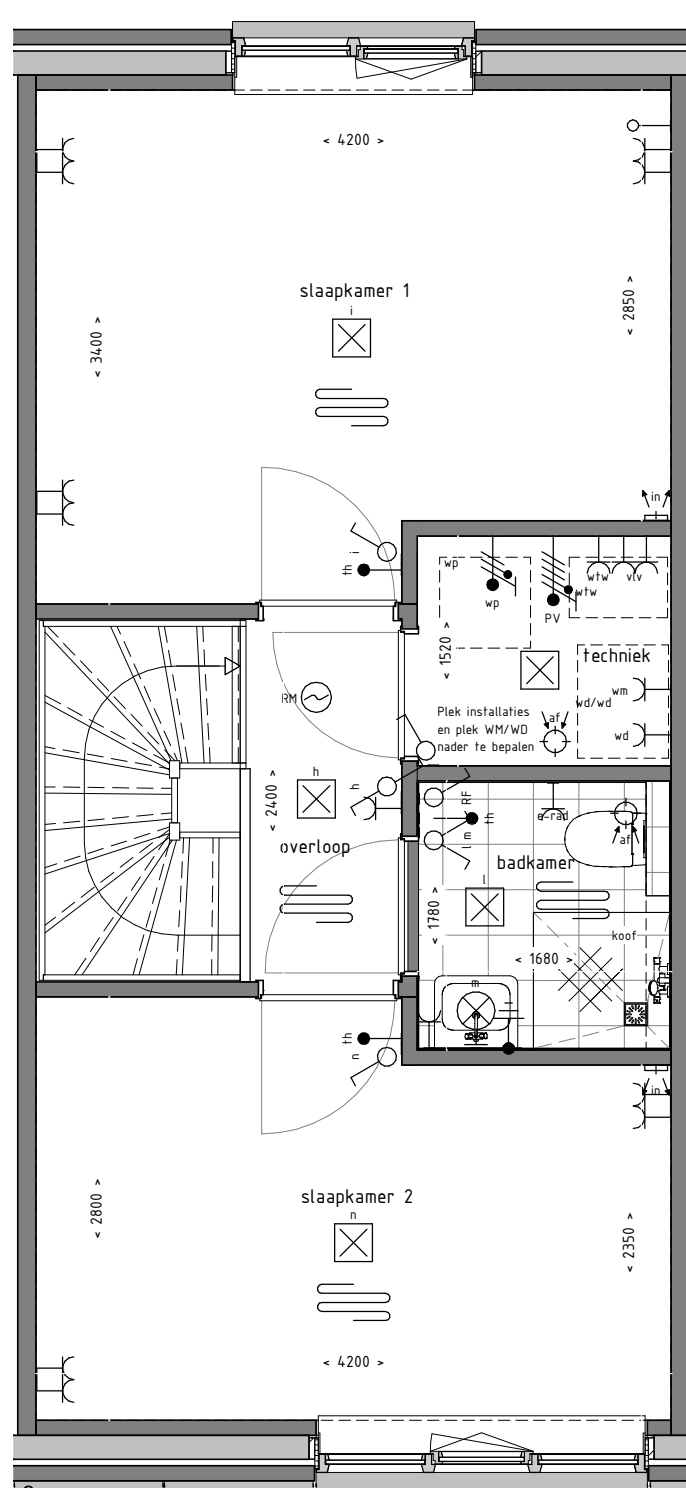 < 4200 >
slaapkamer 1
i
< 3400 >
< 2850 >
in
i
th
wp
wp
PV
wtw
vlv
wtw
< 1520 >
techniek
wm
wd/wd
wd
Plek installaties
en plek WM/WD
nader te bepalen
af
RM
h
h
< 2400 >
overloop
RF
th
l m
e-rad
af
badkamer
l
< 1780 >
< 1680 >
koof
m
th
n
in
slaapkamer 2
n
< 2800 >
< 2350 >
< 4200 >